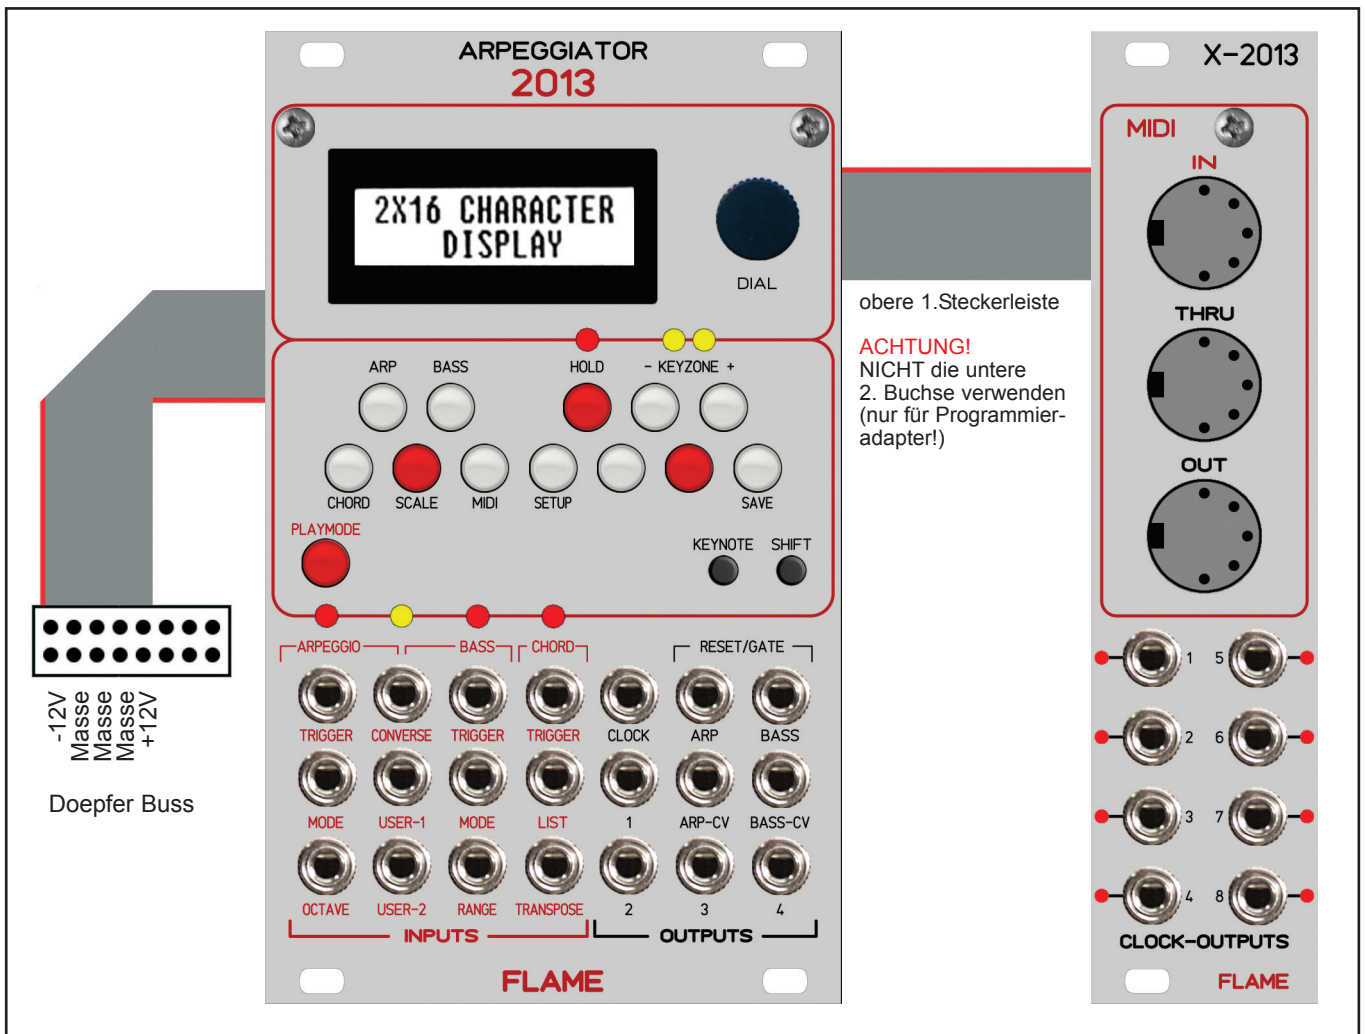 ARPEGGIATOR
2013
2X16 CHARACTER
DISPLAY
DIAL
ARP BASS HOLD - KEYZONE +
CHORD SCALE MIDI SETUP SAVE
PLAYMODE
KEYNOTE SHIFT
ARPEGGIO BASS CHORD RESET/GATE
TRIGGER CONVERSE TRIGGER TRIGGER CLOCK ARP BASS
MODE USER-1 MODE LIST 1 ARP-CV BASS-CV
OCTAVE USER-2 RANGE TRANSPOSE 2 3 4
INPUTS OUTPUTS
FLAME
-12V
Masse
Masse
Masse
+12V
Doepfer Buss
obere 1.Steckerleiste
ACHTUNG!
NICHT die untere
2. Buchse verwenden
(nur für Programmier-
adapter!)
X-2013
MIDI
IN
THRU
OUT
1 5
2 6
3 7
4 8
CLOCK-OUTPUTS
FLAME